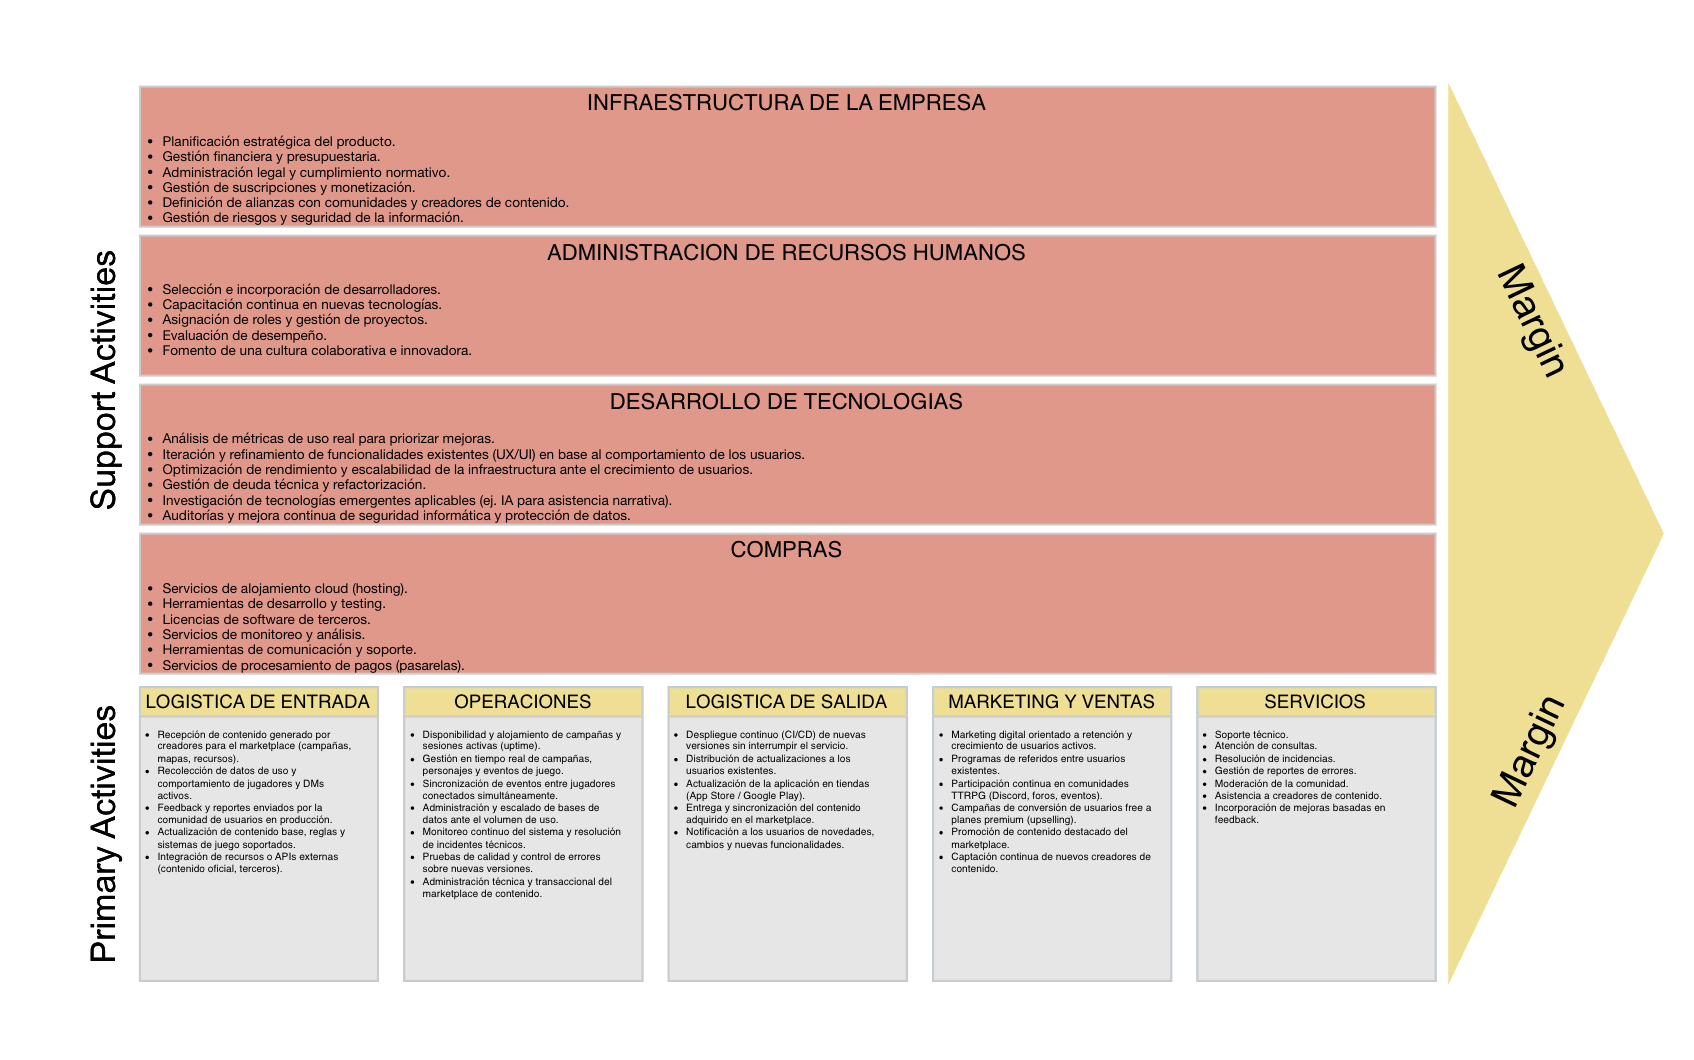 INFRAESTRUCTURA DE LA EMPRESA
• Planificación estratégica del producto.
• Gestión financiera y presupuestaria.
• Administración legal y cumplimiento normativo.
• Gestión de suscripciones y monetización.
• Definición de alianzas con comunidades y creadores de contenido.
• Gestión de riesgos y seguridad de la información.
ADMINISTRACION DE RECURSOS HUMANOS
• Selección e incorporación de desarrolladores.
• Capacitación continua en nuevas tecnologías.
• Asignación de roles y gestión de proyectos.
• Evaluación de desempeño.
• Fomento de una cultura colaborativa e innovadora.
DESARROLLO DE TECNOLOGIAS
• Análisis de métricas de uso real para priorizar mejoras.
• Iteración y refinamiento de funcionalidades existentes (UX/UI) en base al comportamiento de los usuarios.
• Optimización de rendimiento y escalabilidad de la infraestructura ante el crecimiento de usuarios.
• Gestión de deuda técnica y refactorización.
• Investigación de tecnologías emergentes aplicables (ej. IA para asistencia narrativa).
• Auditorías y mejora continua de seguridad informática y protección de datos.
COMPRAS
• Servicios de alojamiento cloud (hosting).
• Herramientas de desarrollo y testing.
• Licencias de software de terceros.
• Servicios de monitoreo y análisis.
• Herramientas de comunicación y soporte.
• Servicios de procesamiento de pagos (pasarelas).
Support Activities
Primary Activities
LOGISTICA DE ENTRADA
• Recepción de contenido generado por
creadores para el marketplace (campañas,
mapas, recursos).
• Recolección de datos de uso y
comportamiento de jugadores y DMs
activos.
• Feedback y reportes enviados por la
comunidad de usuarios en producción.
• Actualización de contenido base, reglas y
sistemas de juego soportados.
• Integración de recursos o APIs externas
(contenido oficial, terceros).
OPERACIONES
• Disponibilidad y alojamiento de campañas y
sesiones activas (uptime).
• Gestión en tiempo real de campañas,
personajes y eventos de juego.
• Sincronización de eventos entre jugadores
conectados simultáneamente.
• Administración y escalado de bases de
datos ante el volumen de uso.
• Monitoreo continuo del sistema y resolución
de incidentes técnicos.
• Pruebas de calidad y control de errores
sobre nuevas versiones.
• Administración técnica y transaccional del
marketplace de contenido.
LOGISTICA DE SALIDA
• Despliegue continuo (CI/CD) de nuevas
versiones sin interrumpir el servicio.
• Distribución de actualizaciones a los
usuarios existentes.
• Actualización de la aplicación en tiendas
(App Store / Google Play).
• Entrega y sincronización del contenido
adquirido en el marketplace.
• Notificación a los usuarios de novedades,
cambios y nuevas funcionalidades.
MARKETING Y VENTAS
• Marketing digital orientado a retención y
crecimiento de usuarios activos.
• Programas de referidos entre usuarios
existentes.
• Participación continua en comunidades
TTRPG (Discord, foros, eventos).
• Campañas de conversión de usuarios free a
planes premium (upselling).
• Promoción de contenido destacado del
marketplace.
• Captación continua de nuevos creadores de
contenido.
SERVICIOS
• Soporte técnico.
• Atención de consultas.
• Resolución de incidencias.
• Gestión de reportes de errores.
• Moderación de la comunidad.
• Asistencia a creadores de contenido.
• Incorporación de mejoras basadas en
feedback.
Margin
Margin